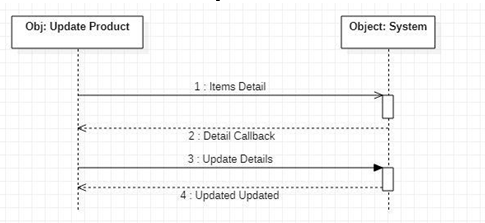 Obj: Update Product
Object: System
1 : Items Detail
2 : Detail Callback
3 : Update Details
4 : Updated Updated